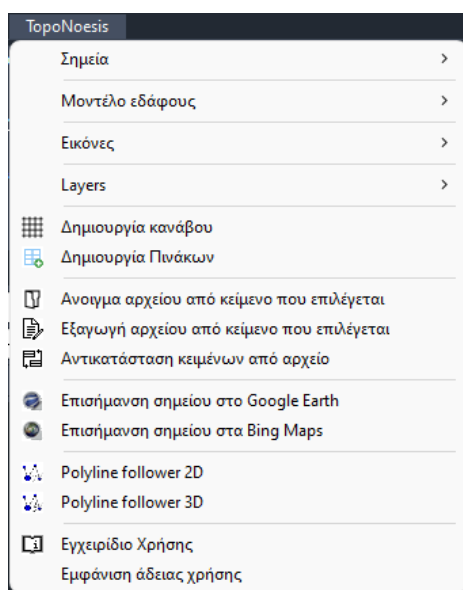 TopoNoesis
Σημεία
Μοντέλο εδάφους
Εικόνες
Layers
Δημιουργία κανάβου
Δημιουργία Πινάκων
Ανοιγμα αρχείου από κείμενο που επιλέγεται
Εξαγωγή αρχείου από κείμενο που επιλέγεται
Αντικατάσταση κειμένων από αρχείο
Επισήμανση σημείου στο Google Earth
Επισήμανση σημείου στα Bing Maps
Polyline follower 2D
Polyline follower 3D
Εγχειρίδιο Χρήσης
Εμφάνιση άδειας χρήσης